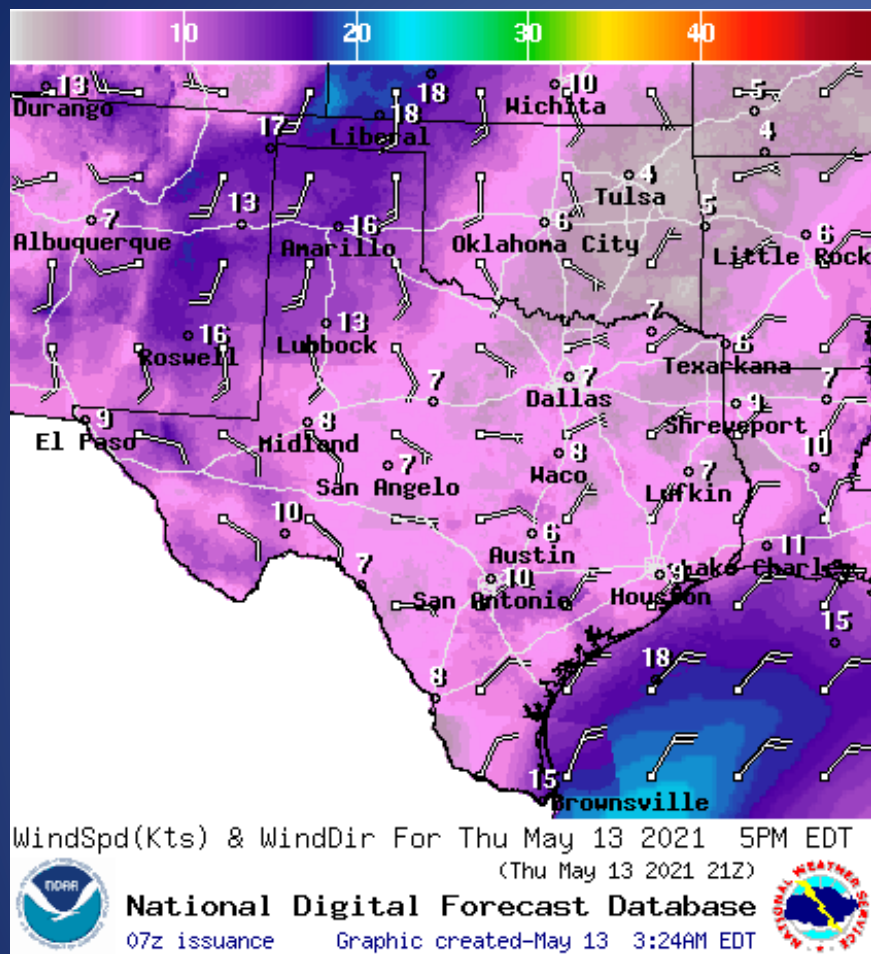 10 20 30 40
13 18 10 5
Durango Wichita
18
Liberal
17 4
4
Tulsa
7 13 16 6 5 6
Albuquerque Amarillo Oklahoma City Little Rock
16 13 7 6
Roswell Lubbock Texarkana
7 7 9 7
Dallas
9 8 Shreveport
El Paso Midland 8 10
7 Waco 7
San Angelo Lufkin
10 6 11
Austin Lake Charles
7 10 9
San Antonio Houston
15
8 18
15
Brownsville
WindSpd(Kts) & WindDir For Thu May 13 2021 5PM EDT
(Thu May 13 2021 21Z)
National Digital Forecast Database
07z issuance Graphic created-May 13 3:24AM EDT
NOAA
NATIONAL WEATHER SERVICE